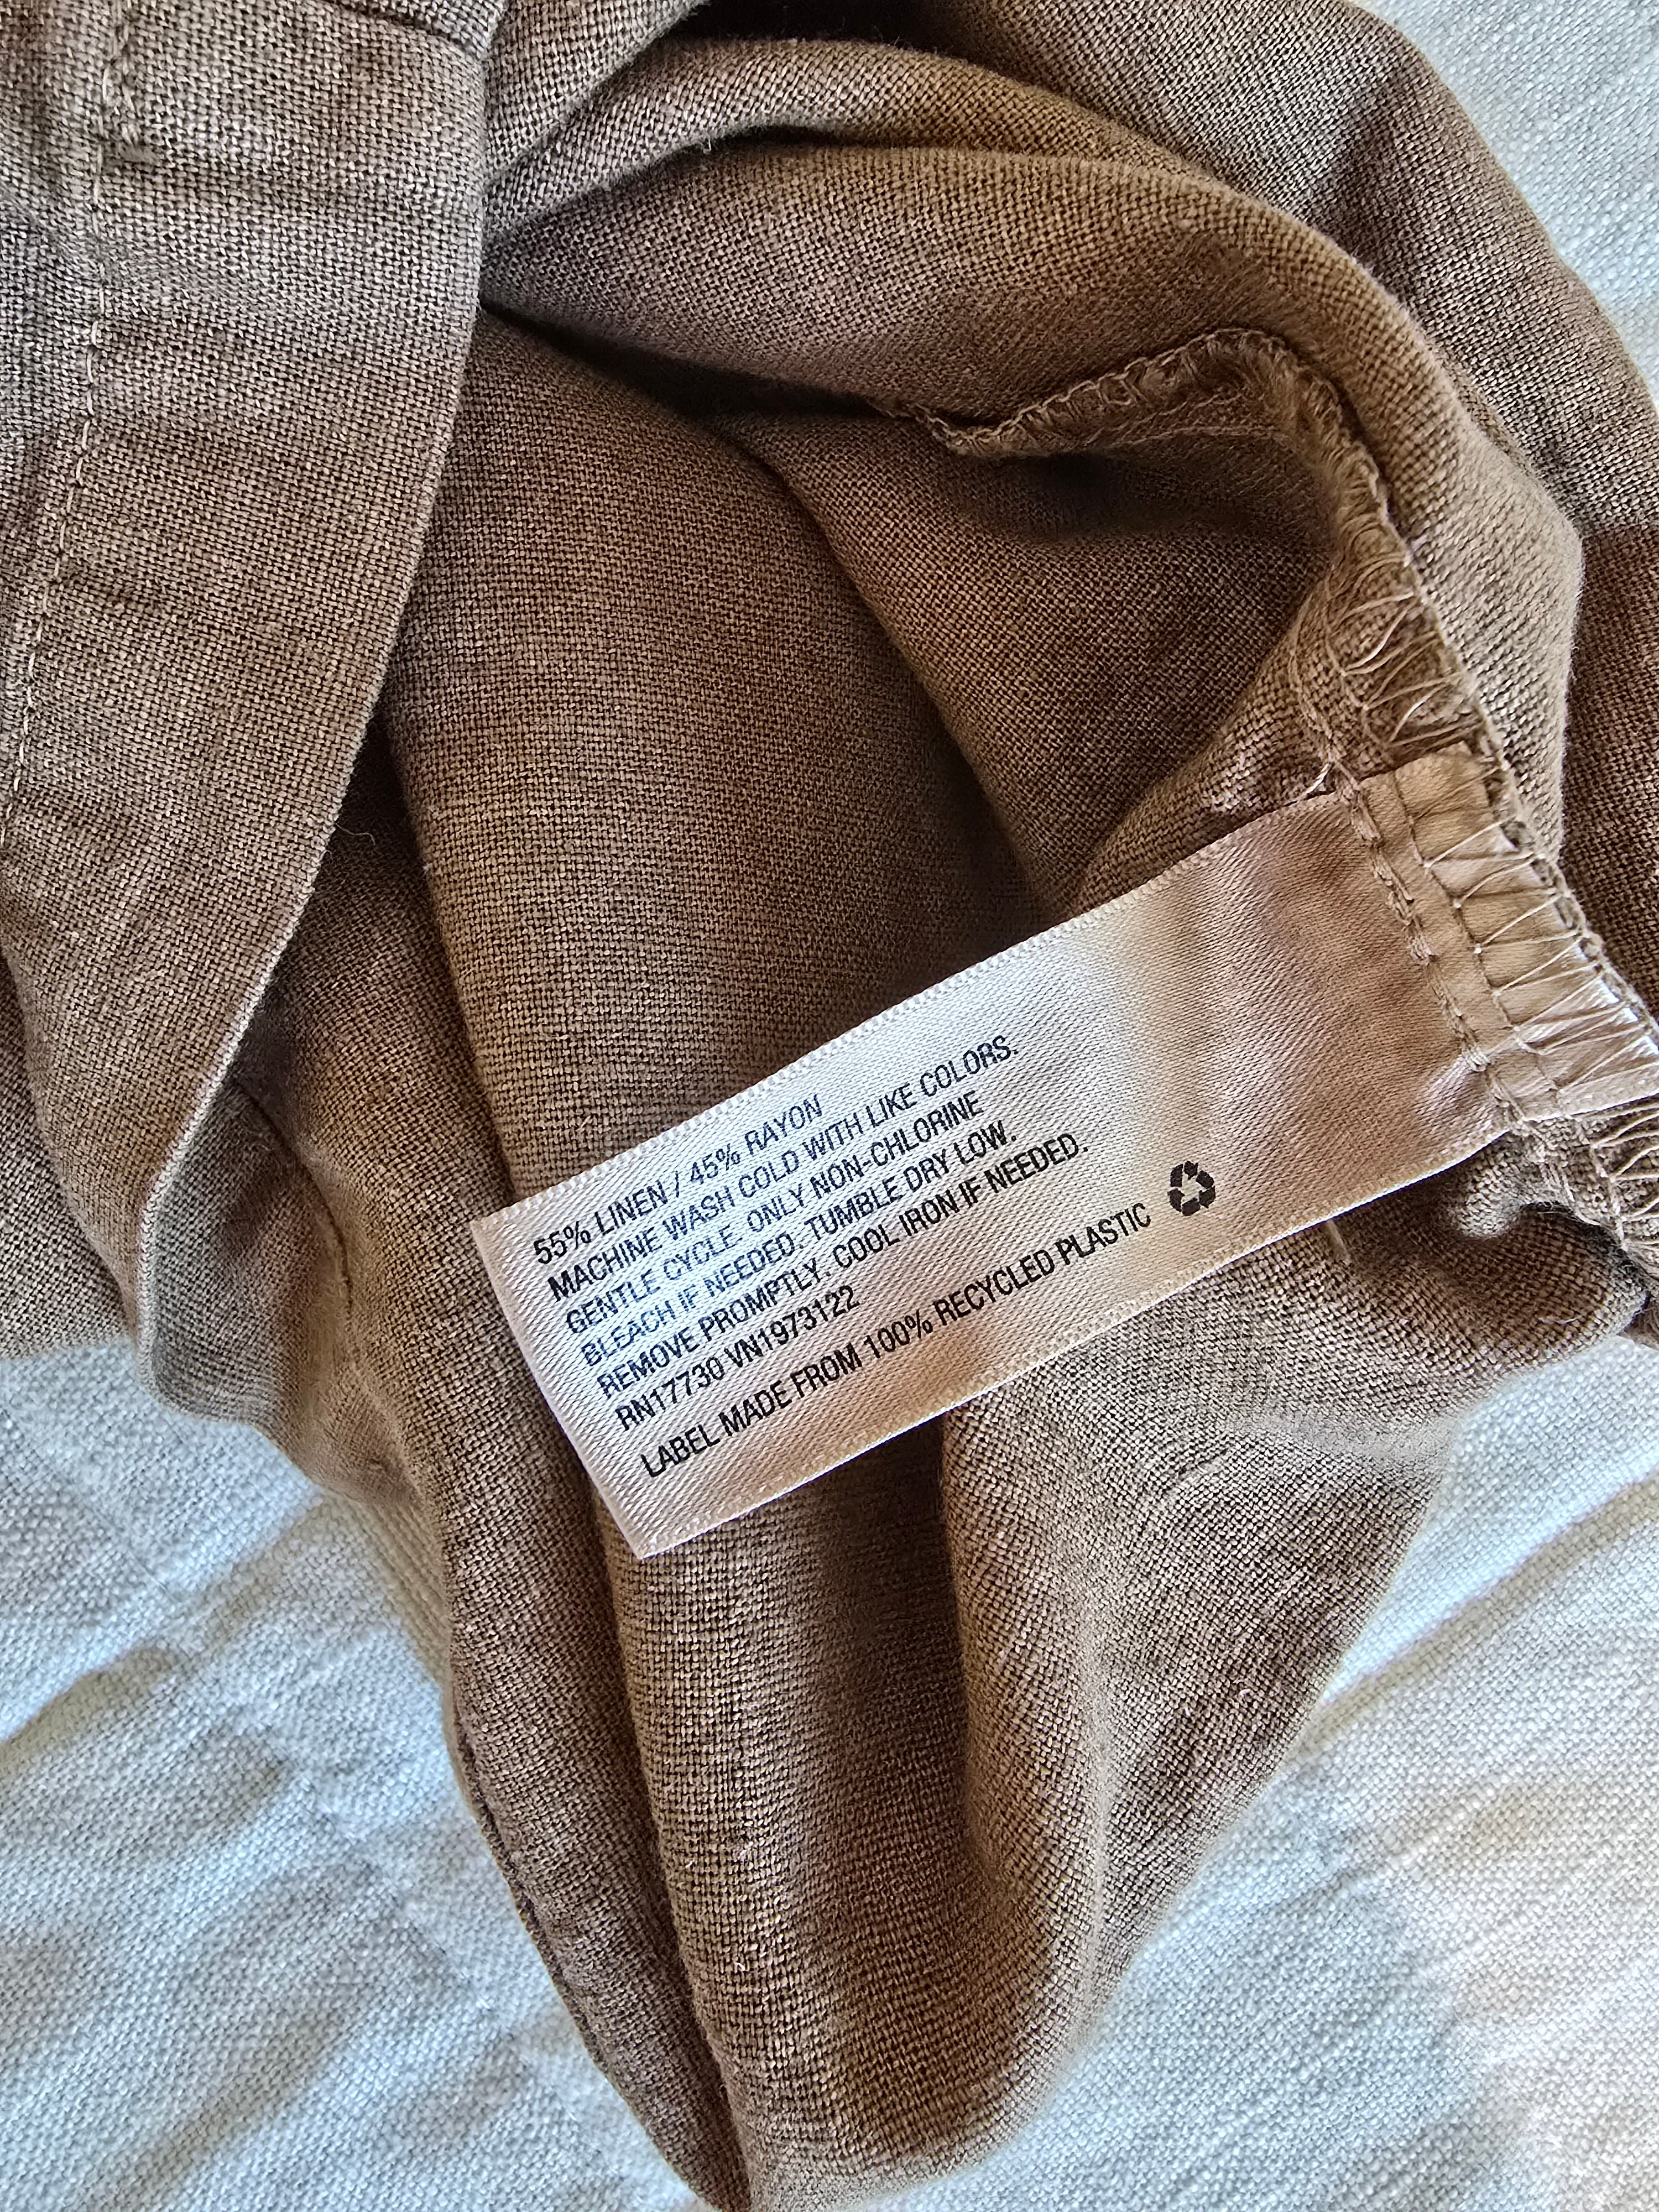 55% LINEN / 45% RAYON
MACHINE WASH COLD WITH LIKE COLORS.
GENTLE CYCLE. ONLY NON-CHLORINE
BLEACH IF NEEDED. TUMBLE DRY LOW.
REMOVE PROMPTLY. COOL IRON IF NEEDED.
RN17730 VN1973122
LABEL MADE FROM 100% RECYCLED PLASTIC